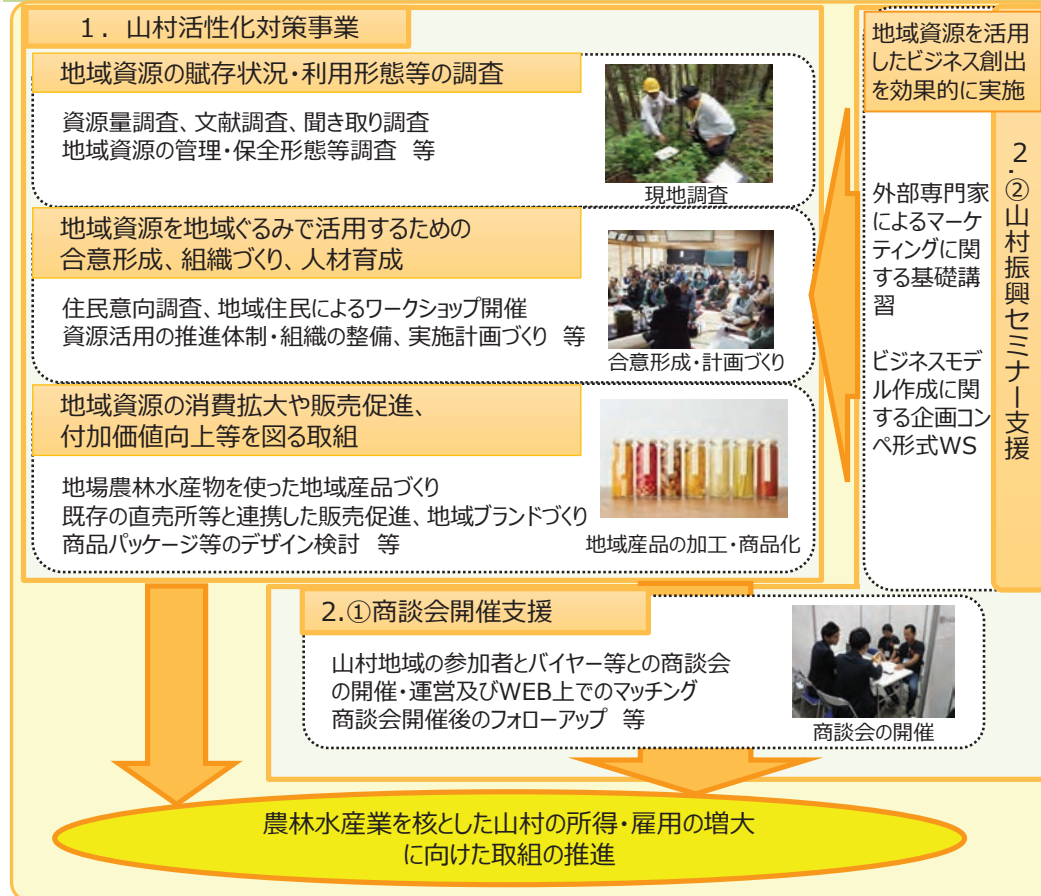 1．山村活性化対策事業
地域資源の賦存状況・利用形態等の調査
資源量調査、文献調査、聞き取り調査
地域資源の管理・保全形態等調査　等
現地調査
地域資源を地域ぐるみで活用するための
合意形成、組織づくり、人材育成
住民意向調査、地域住民によるワークショップ開催
資源活用の推進体制・組織の整備、実施計画づくり　等
合意形成・計画づくり
地域資源の消費拡大や販売促進、
付加価値向上等を図る取組
地場農林水産物を使った地域産品づくり
既存の直売所等と連携した販売促進、地域ブランドづくり
商品パッケージ等のデザイン検討　等
地域産品の加工・商品化
地域資源を活用
したビジネス創出
を効果的に実施
2.②山村振興セミナー支援
外部専門家
によるマーケ
ティングに関
する基礎講
習
ビジネスモデ
ル作成に関
する企画コン
ペ形式WS
2.①商談会開催支援
山村地域の参加者とバイヤー等との商談会
の開催・運営及びWEB上でのマッチング
商談会開催後のフォローアップ　等
商談会の開催
農林水産業を核とした山村の所得・雇用の増大
に向けた取組の推進